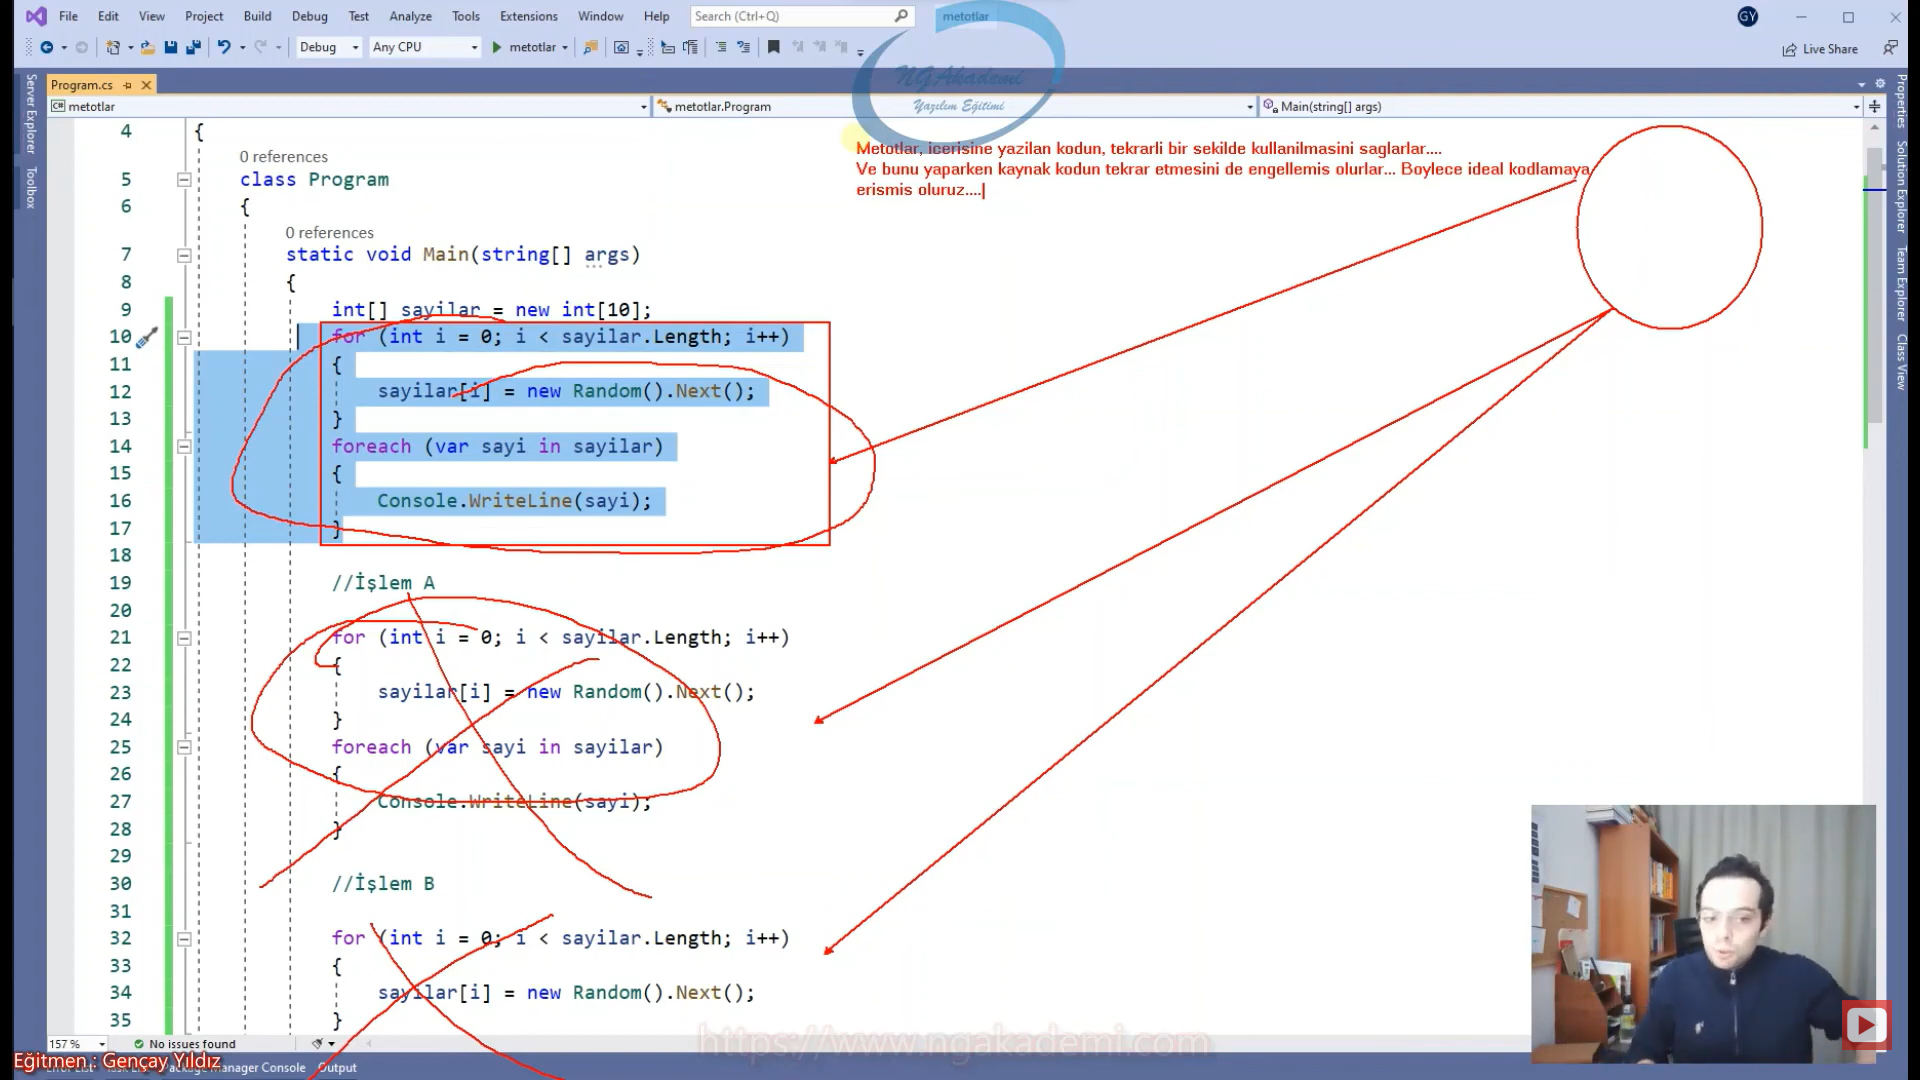 File Edit View Project Build Debug Test Analyze Tools Extensions Window Help Search (Ctrl+Q) metotlar GY
Debug Any CPU metotlar Live Share
NGAkademi
Yazılım Eğitimi
Program.cs
metotlar metotlar.Program Main(string[] args)
Server Explorer
Toolbox
Properties
Solution Explorer
Team Explorer
Class View
Metotlar, icerisine yazilan kodun, tekrarli bir sekilde kullanilmasini saglarlar....
Ve bunu yaparken kaynak kodun tekrar etmesini de engellemis olurlar... Boylece ideal kodlamaya
erismis oluruz....
4 {
0 references
5 class Program
6 {
0 references
7 static void Main(string[] args)
8 {
9 int[] sayilar = new int[10];
10 for (int i = 0; i < sayilar.Length; i++)
11 {
12 sayilar[i] = new Random().Next();
13 }
14 foreach (var sayi in sayilar)
15 {
16 Console.WriteLine(sayi);
17 }
18
19 //İşlem A
20
21 for (int i = 0; i < sayilar.Length; i++)
22 {
23 sayilar[i] = new Random().Next();
24 }
25 foreach (var sayi in sayilar)
26 {
27 Console.WriteLine(sayi);
28 }
29
30 //İşlem B
31
32 for (int i = 0; i < sayilar.Length; i++)
33 {
34 sayilar[i] = new Random().Next();
35 }
157 % No issues found
https://www.ngakademi.com
Eğitmen : Gençay Yıldız
Package Manager Console Output